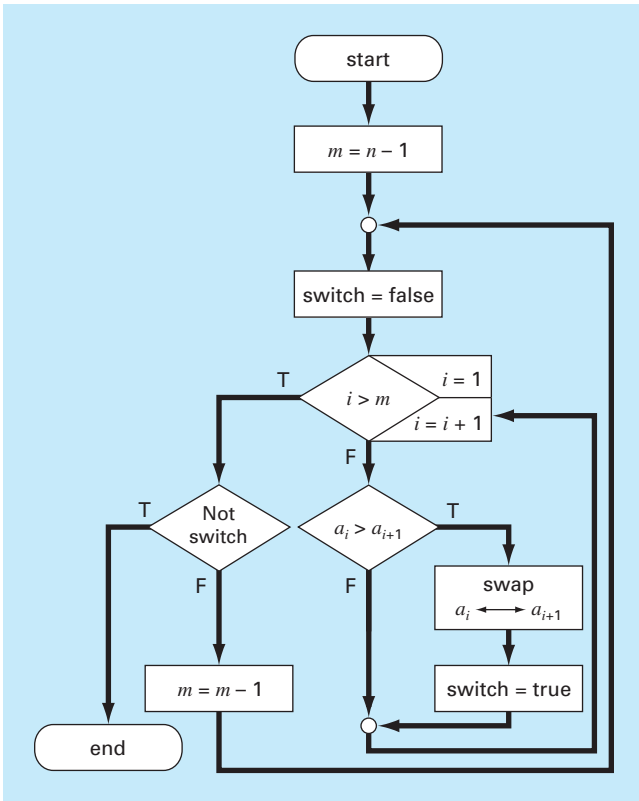 start
m = n – 1
switch = false
T
i > m
i = 1
i = i + 1
F
T
Not
switch
a_i > a_{i+1}
T
F
F
swap
a_i ⟷ a_{i+1}
m = m – 1
switch = true
end